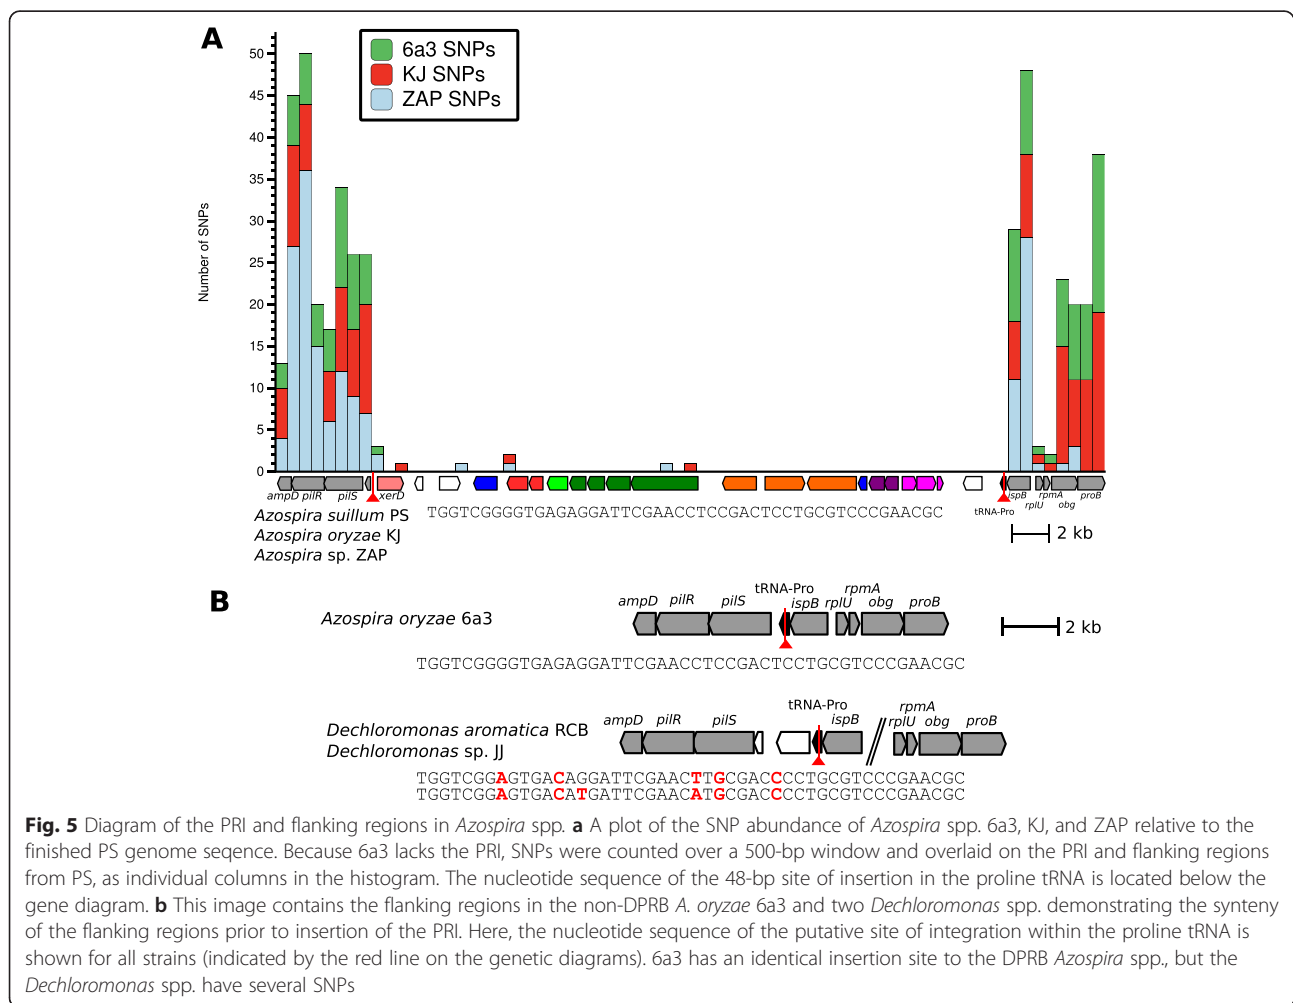 A
6a3 SNPs
KJ SNPs
ZAP SNPs
Number of SNPs
50
45
40
35
30
25
20
15
10
5
0
ampD pilR pilS xerD tRNA-Pro ispB rplU rpmA obg proB
Azospira suillum PS
Azospira oryzae KJ
Azospira sp. ZAP
TGGTCGGGGTGAGAGGATTCGAACCTCCGACTCCTGCGTCCCGAACGC
2 kb
B
Azospira oryzae 6a3
ampD pilR pilS tRNA-Pro ispB rplU rpmA obg proB
2 kb
TGGTCGGGGTGAGAGGATTCGAACCTCCGACTCCTGCGTCCCGAACGC
Dechloromonas aromatica RCB
Dechloromonas sp. JJ
ampD pilR pilS tRNA-Pro ispB rplU rpmA obg proB
TGGTCGGAGTGACAGGATTCGAACTTGCGACCCCTGCGTCCCGAACGC
TGGTCGGAGTGACATGATTCGAACATGCGACCCCTGCGTCCCGAACGC
Fig. 5 Diagram of the PRI and flanking regions in Azospira spp. a A plot of the SNP abundance of Azospira spp. 6a3, KJ, and ZAP relative to the
finished PS genome seqence. Because 6a3 lacks the PRI, SNPs were counted over a 500-bp window and overlaid on the PRI and flanking regions
from PS, as individual columns in the histogram. The nucleotide sequence of the 48-bp site of insertion in the proline tRNA is located below the
gene diagram. b This image contains the flanking regions in the non-DPRB A. oryzae 6a3 and two Dechloromonas spp. demonstrating the synteny
of the flanking regions prior to insertion of the PRI. Here, the nucleotide sequence of the putative site of integration within the proline tRNA is
shown for all strains (indicated by the red line on the genetic diagrams). 6a3 has an identical insertion site to the DPRB Azospira spp., but the
Dechloromonas spp. have several SNPs